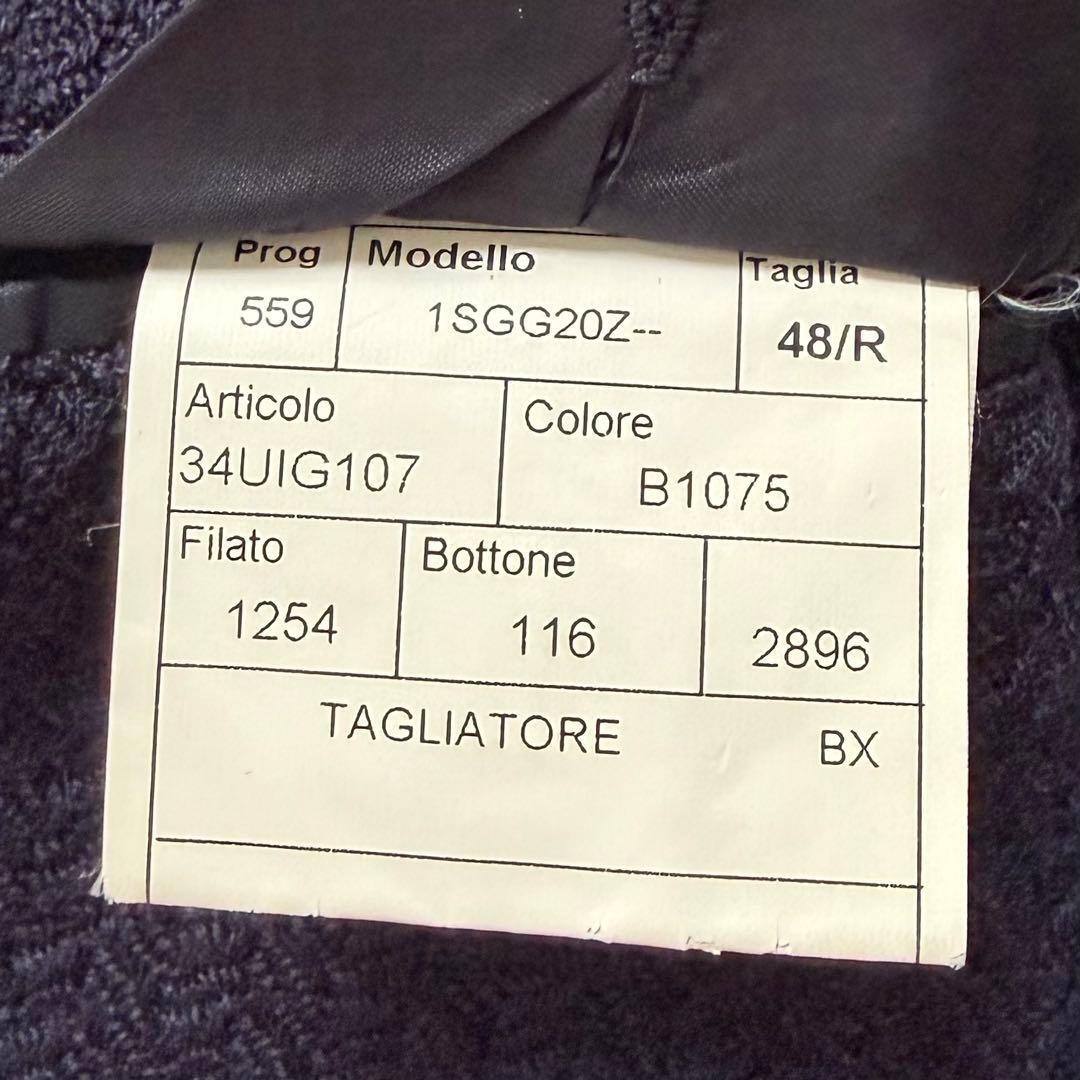 Prog Modello Taglia
559 1SGG20Z-- 48/R
Articolo Colore
34UIG107 B1075
Filato Bottone
1254 116 2896
TAGLIATORE BX